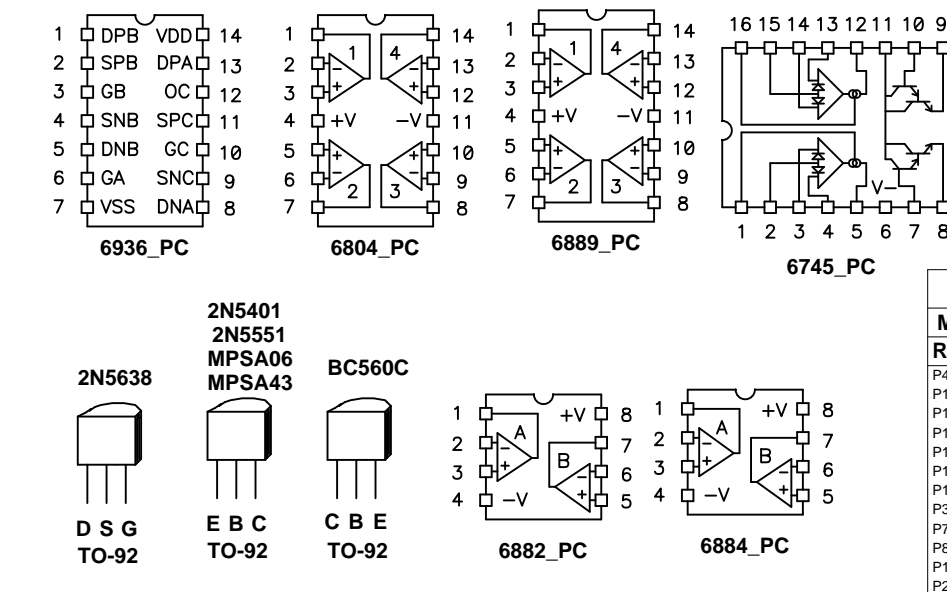 1 DPB VDD 14
2 SPB DPA 13
3 GB OC 12
4 SNB SPC 11
5 DNB GC 10
6 GA SNC 9
7 VSS DNA 8
6936_PC
1 1 4 14
2 - - 13
3 + + 12
4 +V -V 11
5 + + 10
6 - - 9
7 2 3 8
6804_PC
1 1 4 14
2 - - 13
3 + + 12
4 +V -V 11
5 + + 10
6 - - 9
7 2 3 8
6889_PC
16 15 14 13 12 11 10 9
V-
1 2 3 4 5 6 7 8
6745_PC
2N5638
D S G
TO-92
2N5401
2N5551
MPSA06
MPSA43
E B C
TO-92
BC560C
C B E
TO-92
1 A +V 8
2 - 7
3 + B - 6
4 -V + 5
6882_PC
1 A +V 8
2 - 7
3 + B - 6
4 -V + 5
6884_PC